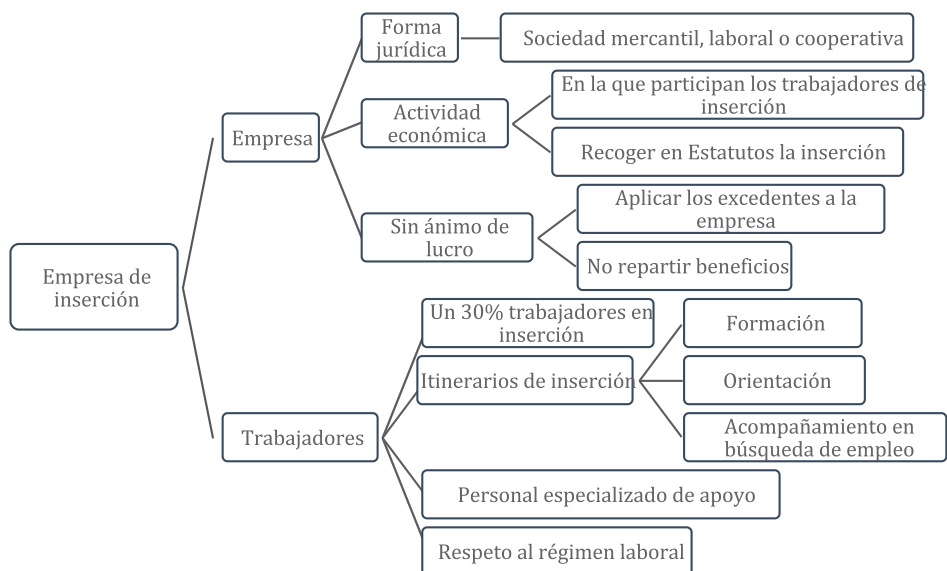 Empresa de
inserción
Empresa
Forma
jurídica
Sociedad mercantil, laboral o cooperativa
Actividad
económica
En la que participan los trabajadores de
inserción
Recoger en Estatutos la inserción
Sin ánimo de
lucro
Aplicar los excedentes a la
empresa
No repartir beneficios
Trabajadores
Un 30% trabajadores en
inserción
Itinerarios de inserción
Formación
Orientación
Acompañamiento en
búsqueda de empleo
Personal especializado de apoyo
Respeto al régimen laboral